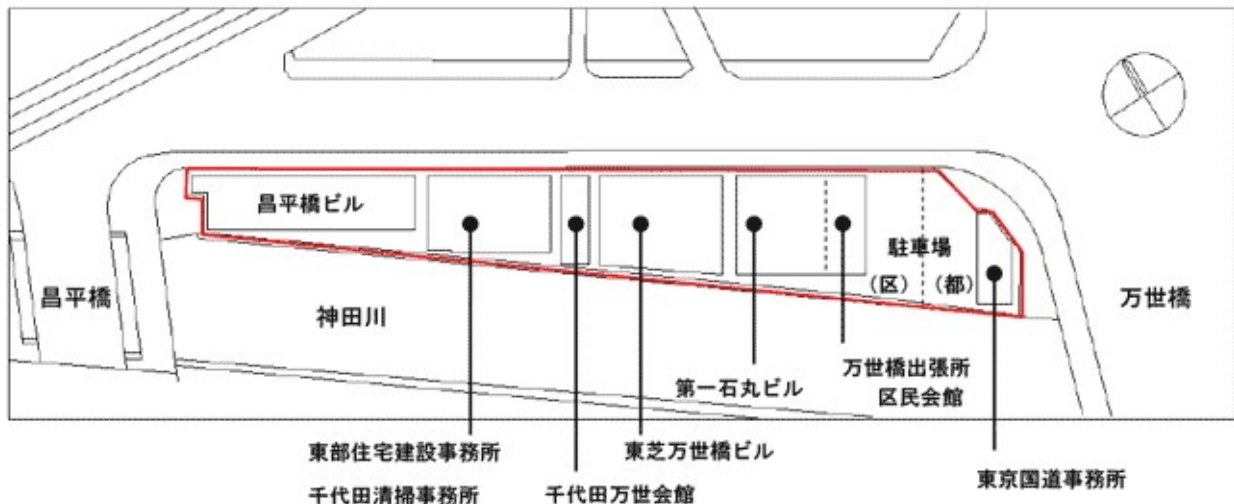 昌平橋ビル
駐車場
（区）（都）
昌平橋
神田川
万世橋
万世橋出張所
区民会館
第一石丸ビル
東部住宅建設事務所
千代田清掃事務所
千代田万世会館
東芝万世橋ビル
東京国道事務所